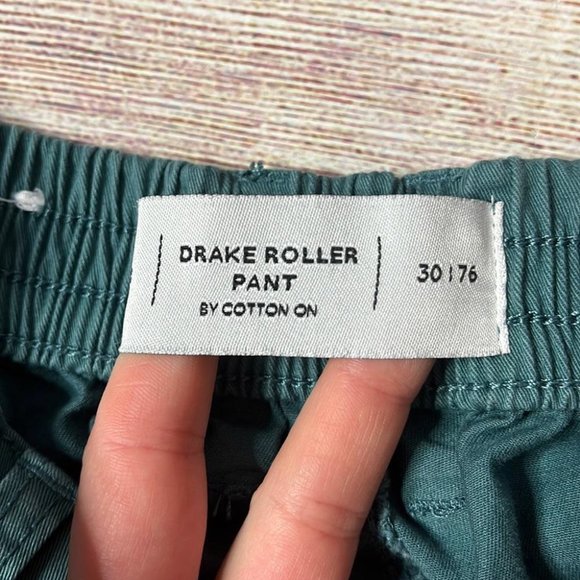 DRAKE ROLLER
PANT
BY COTTON ON
30 | 76